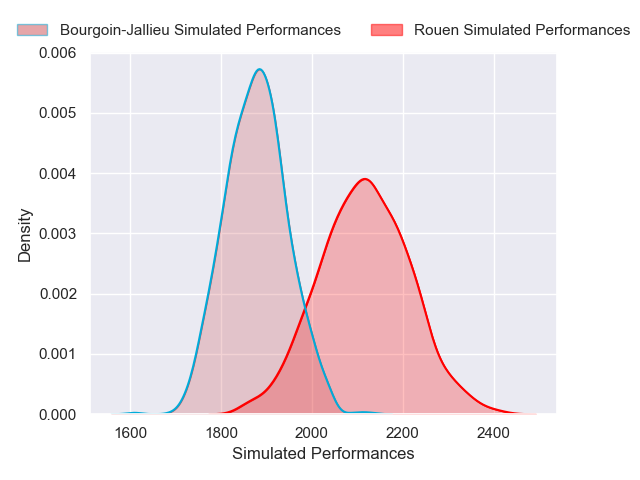 Bourgoin-Jallieu Simulated Performances Rouen Simulated Performances
0.006
0.005
0.004
0.003
0.002
0.001
0.000
Density
1600 1800 2000 2200 2400
Simulated Performances